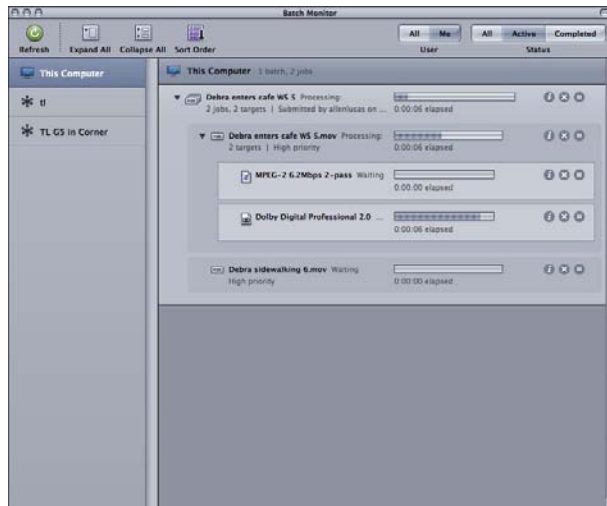 Batch Monitor
Refresh Expand All Collapse All Sort Order
All Me
User
All Active Completed
Status
This Computer
tl
TL G5 in Corner
This Computer 1 batch, 2 jobs
Debra enters cafe WS 5 Processing:
2 jobs, 2 targets | Submitted by allenlucas on ...
0:00:06 elapsed
Debra enters cafe WS 5.mov Processing:
2 targets | High priority
0:00:06 elapsed
MPEG-2 6.2Mbps 2-pass Waiting
0:00:00 elapsed
Dolby Digital Professional 2.0 ...
0:00:06 elapsed
Debra sidewalking 6.mov Waiting
High priority
0:00:00 elapsed